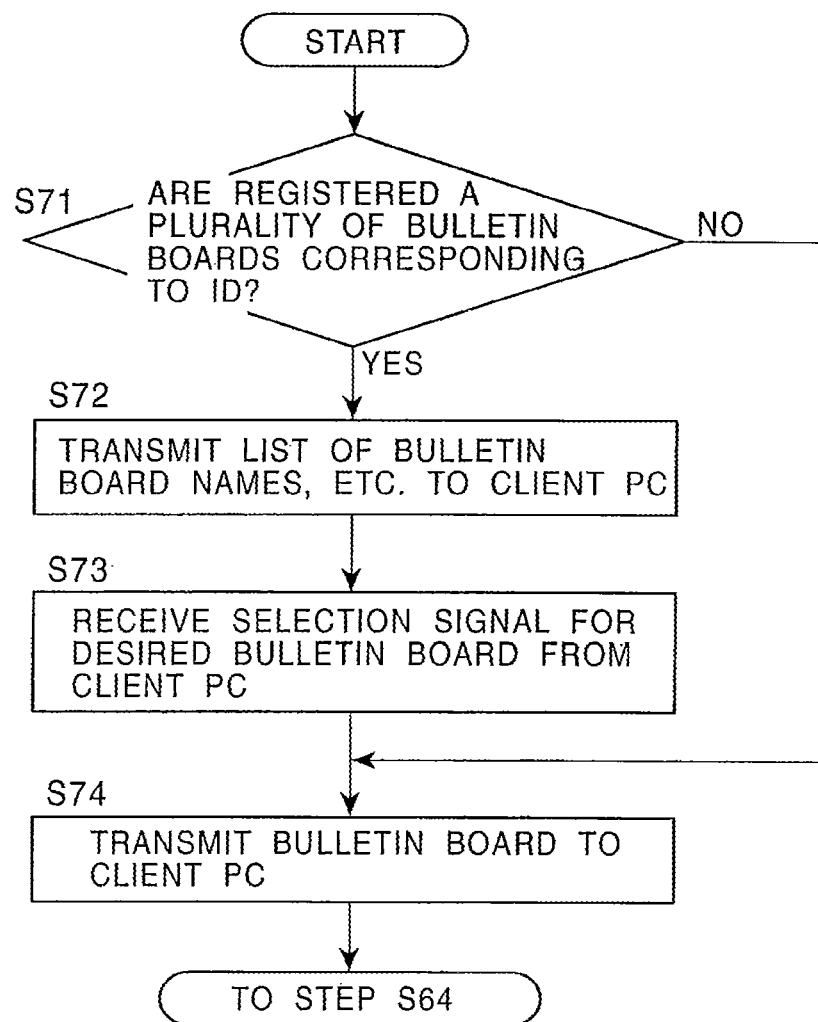 START
S71
ARE REGISTERED A
PLURALITY OF BULLETIN
BOARDS CORRESPONDING
TO ID?
NO
YES
S72
TRANSMIT LIST OF BULLETIN
BOARD NAMES, ETC. TO CLIENT PC
S73
RECEIVE SELECTION SIGNAL FOR
DESIRED BULLETIN BOARD FROM
CLIENT PC
S74
TRANSMIT BULLETIN BOARD TO
CLIENT PC
TO STEP S64